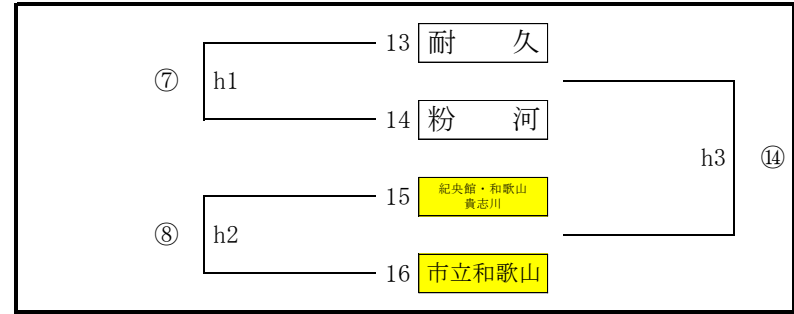 13 耐　久
⑦ h1
14 粉　河
h3 ⑭
15 紀央館・和歌山
貴志川
⑧ h2
16 市立和歌山